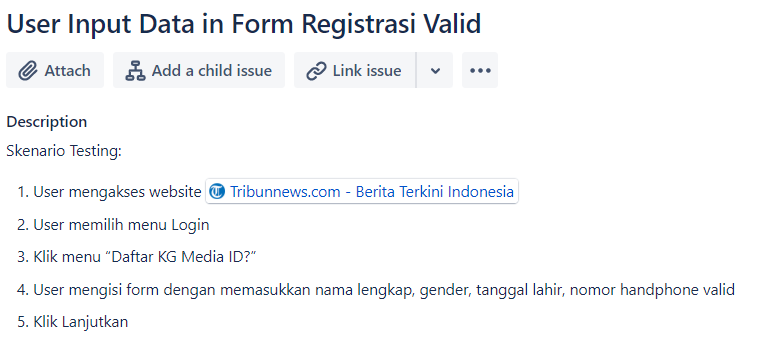 User Input Data in Form Registrasi Valid
Attach Add a child issue Link issue
Description
Skenario Testing:
1. User mengakses website Tribunnews.com - Berita Terkini Indonesia
2. User memilih menu Login
3. Klik menu “Daftar KG Media ID?”
4. User mengisi form dengan memasukkan nama lengkap, gender, tanggal lahir, nomor handphone valid
5. Klik Lanjutkan